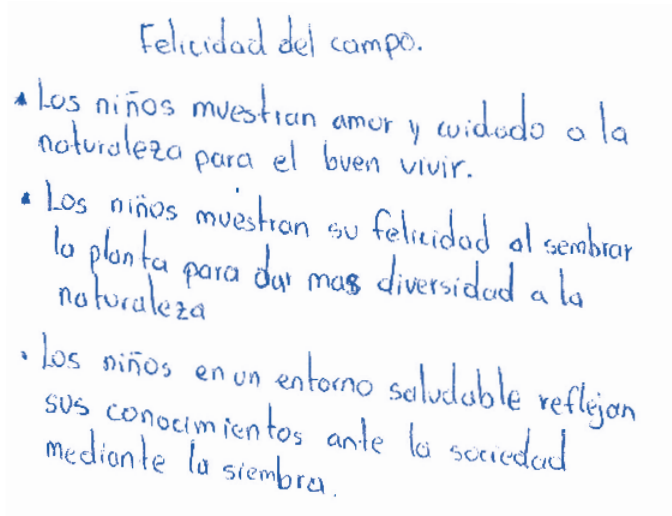 Felicidad del campo.
• Los niños muestran amor y cuidado a la
naturaleza para el buen vivir.
• Los niños muestran su felicidad al sembrar
la planta para dar mas diversidad a la
naturaleza
• Los niños en un entorno saludable reflejan
sus conocimientos ante la sociedad
mediante la siembra.